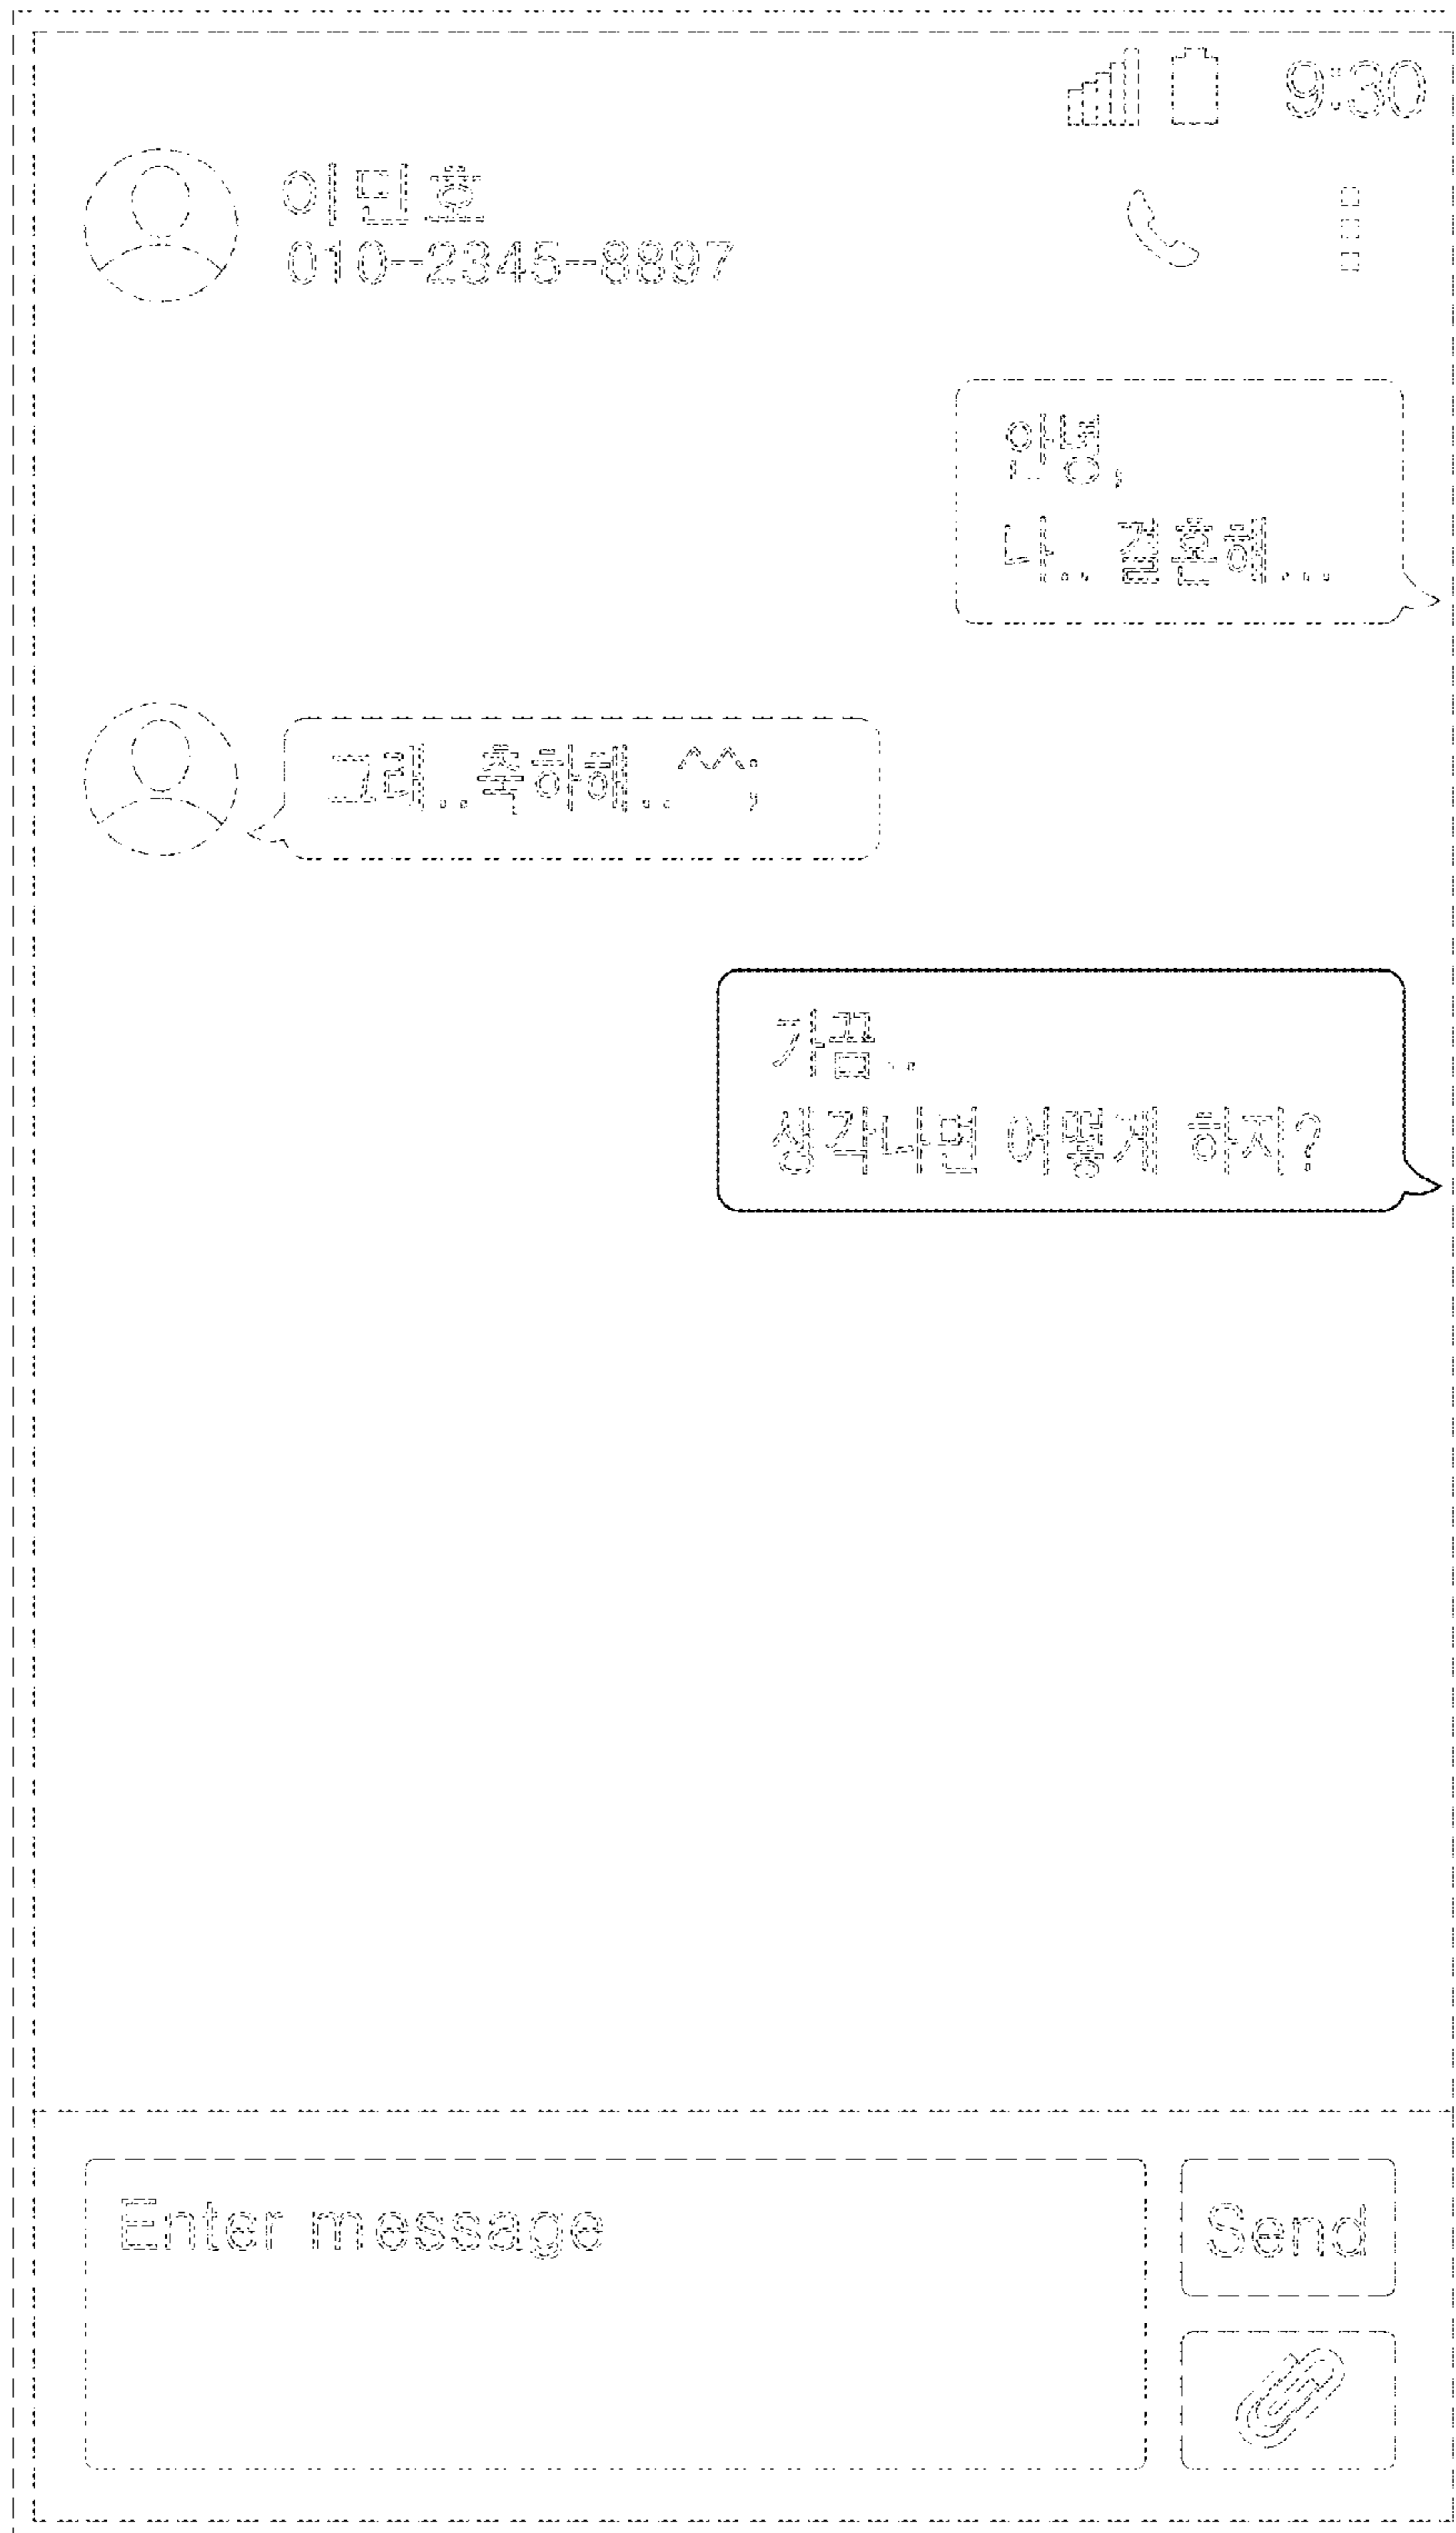 9:30
이민호
010-2345-8897
안녕,
나.. 결혼해...
그래..축하해..^^;
가끔..
생각나면 어떻게 하지?
Enter message
Send